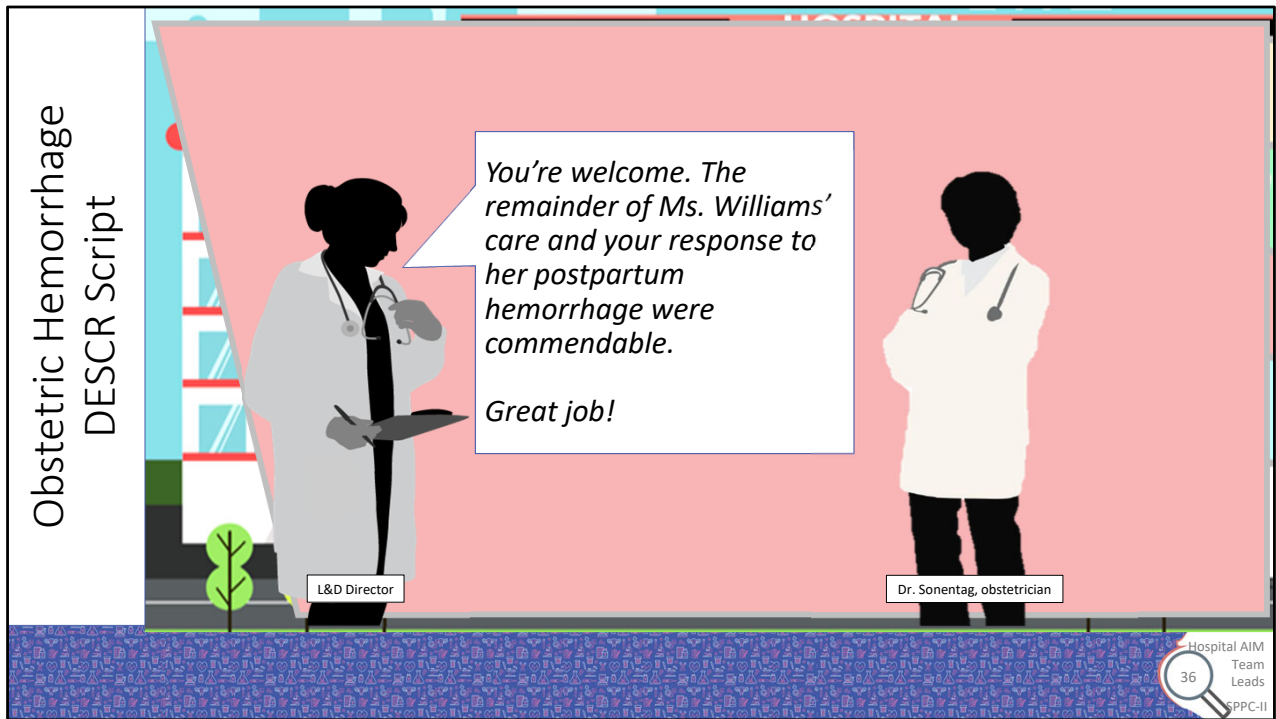 Obstetric Hemorrhage
DESCR Script
HOSPITAL
You’re welcome. The
remainder of Ms. Williams’
care and your response to
her postpartum
hemorrhage were
commendable.
Great job!
L&D Director
Dr. Sonentag, obstetrician
Hospital AIM
Team
Leads
SPPC-II
36